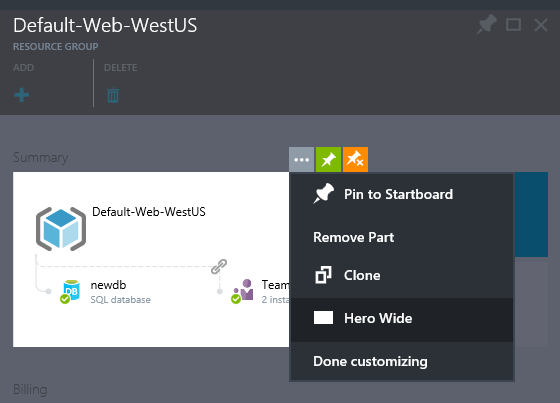 Default-Web-WestUS
RESOURCE GROUP
ADD
DELETE
Summary
Default-Web-WestUS
newdb
SQL database
DB
Team
2 insta
Pin to Startboard
Remove Part
Clone
Hero Wide
Done customizing
Billing